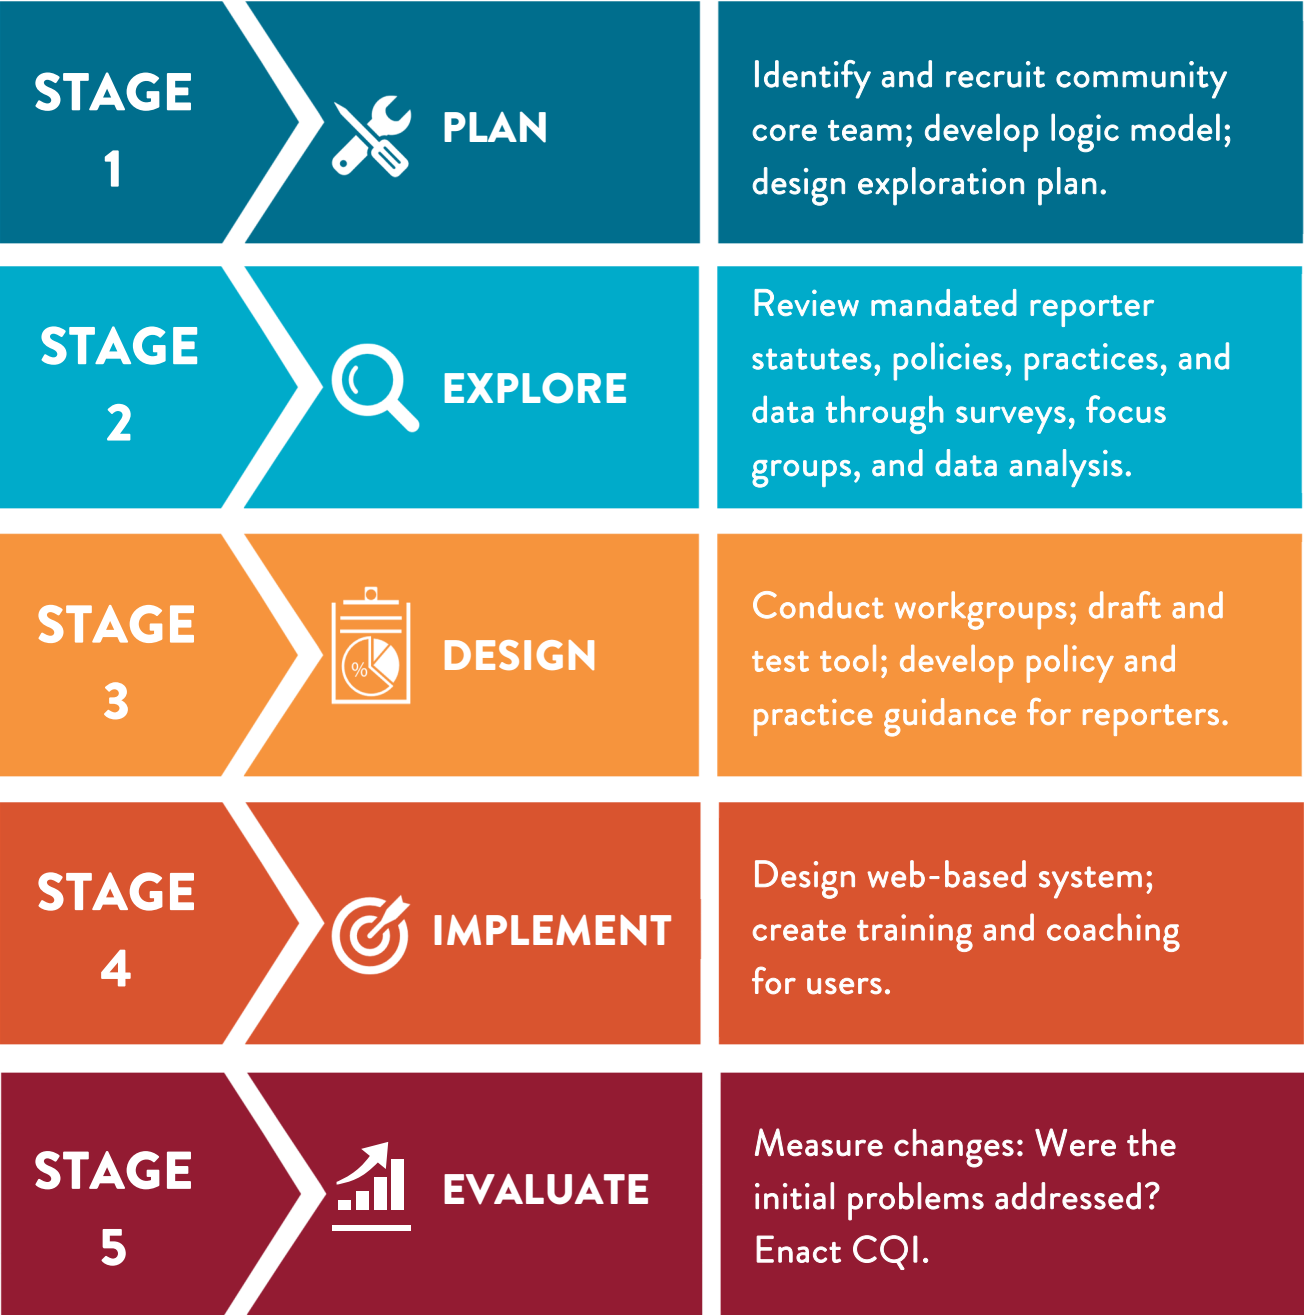 STAGE
1
PLAN
Identify and recruit community
core team; develop logic model;
design exploration plan.
STAGE
2
EXPLORE
Review mandated reporter
statutes, policies, practices, and
data through surveys, focus
groups, and data analysis.
STAGE
3
%
DESIGN
Conduct workgroups; draft and
test tool; develop policy and
practice guidance for reporters.
STAGE
4
IMPLEMENT
Design web-based system;
create training and coaching
for users.
STAGE
5
EVALUATE
Measure changes: Were the
initial problems addressed?
Enact CQI.